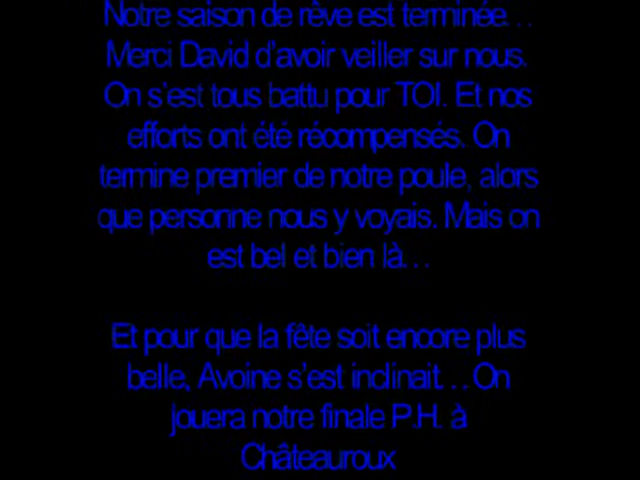 Notre saison de rêve est terminée…
Merci David d'avoir veiller sur nous.
On s'est tous battu pour TOI. Et nos
efforts ont été récompensés. On
termine premier de notre poule, alors
que personne nous y voyais. Mais on
est bel et bien là…
Et pour que la fête soit encore plus
belle, Avoine s'est inclinait…On
jouera notre finale P.H. à
Châteauroux